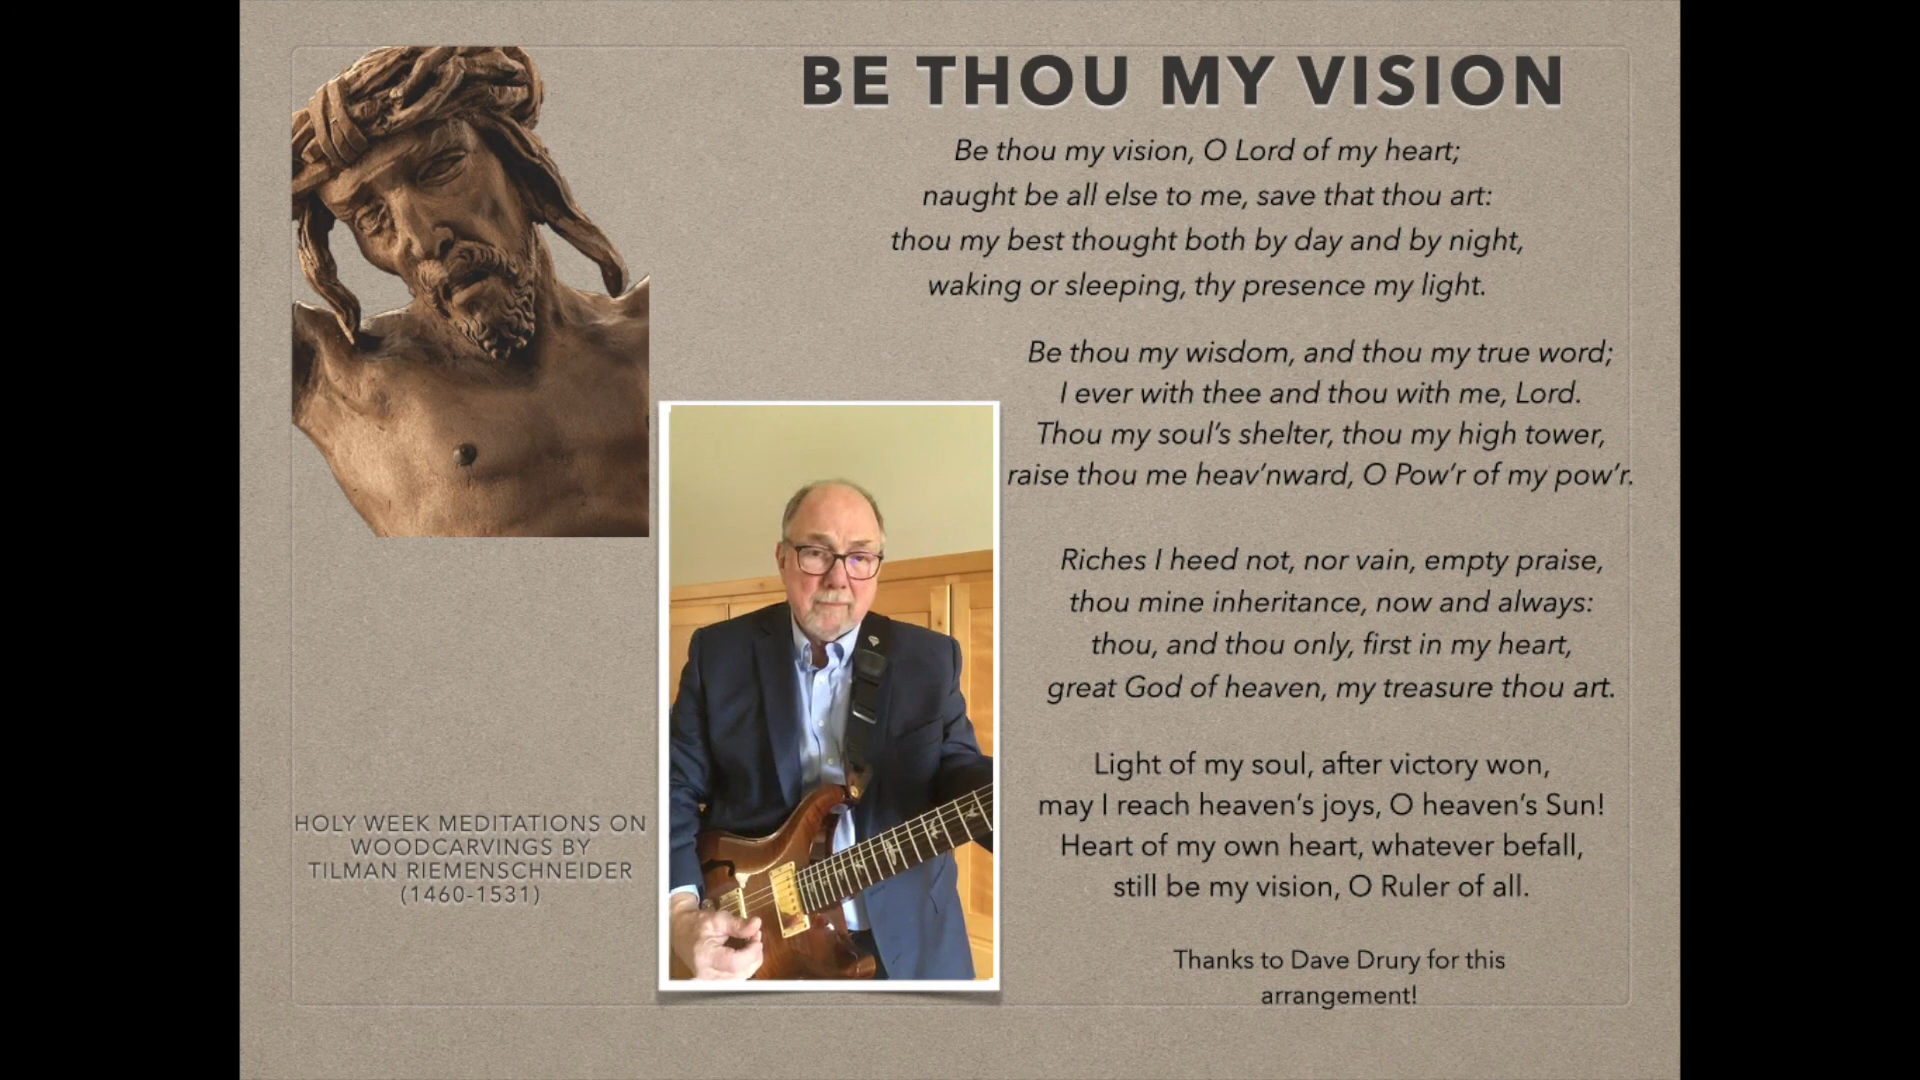 BE THOU MY VISION
Be thou my vision, O Lord of my heart;
naught be all else to me, save that thou art:
thou my best thought both by day and by night,
waking or sleeping, thy presence my light.
Be thou my wisdom, and thou my true word;
I ever with thee and thou with me, Lord.
Thou my soul’s shelter, thou my high tower,
raise thou me heav’nward, O Pow’r of my pow’r.
Riches I heed not, nor vain, empty praise,
thou mine inheritance, now and always:
thou, and thou only, first in my heart,
great God of heaven, my treasure thou art.
Light of my soul, after victory won,
may I reach heaven’s joys, O heaven’s Sun!
Heart of my own heart, whatever befall,
still be my vision, O Ruler of all.
Thanks to Dave Drury for this
arrangement!
HOLY WEEK MEDITATIONS ON
WOODCARVINGS BY
TILMAN RIEMENSCHNEIDER
(1460-1531)